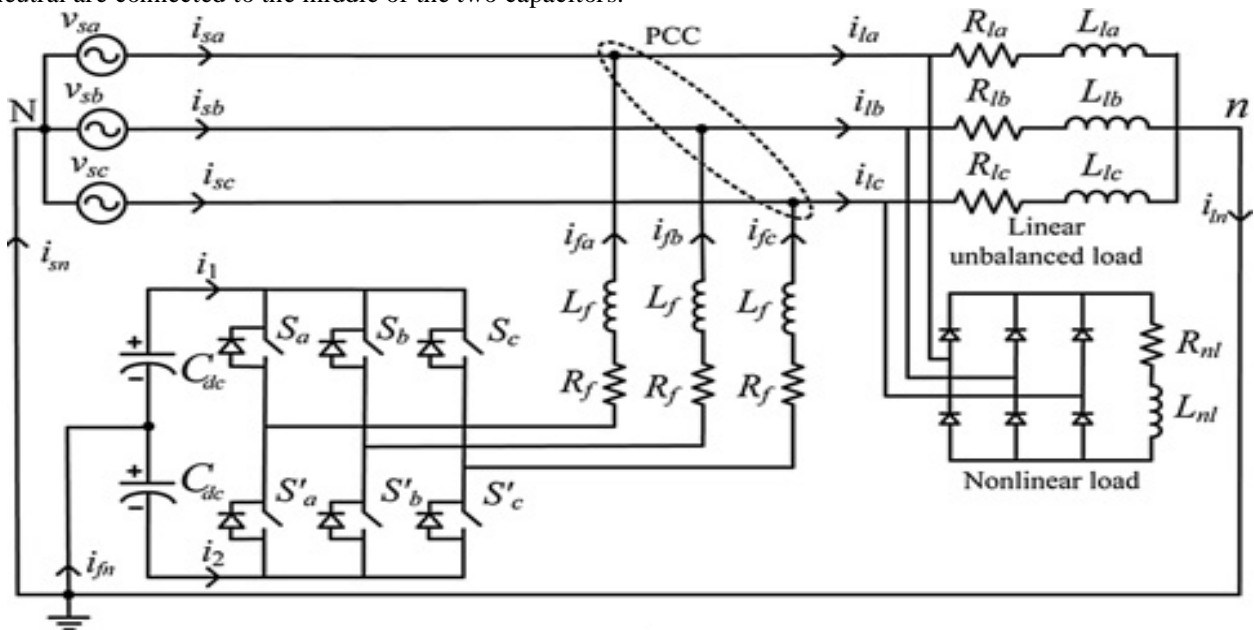 neutral are connected to the middle of the two capacitors.
v_sa i_sa PCC i_la R_la L_la
N v_sb i_sb i_lb R_lb L_lb n
v_sc i_sc i_lc R_lc L_lc
i_sn i_fa i_fb i_fc Linear i_ln
unbalanced load
i_1
+ C_dc - S_a S_b S_c L_f L_f L_f
R_f R_f R_f R_nl
L_nl
+ C_dc - S'_a S'_b S'_c Nonlinear load
i_fn i_2